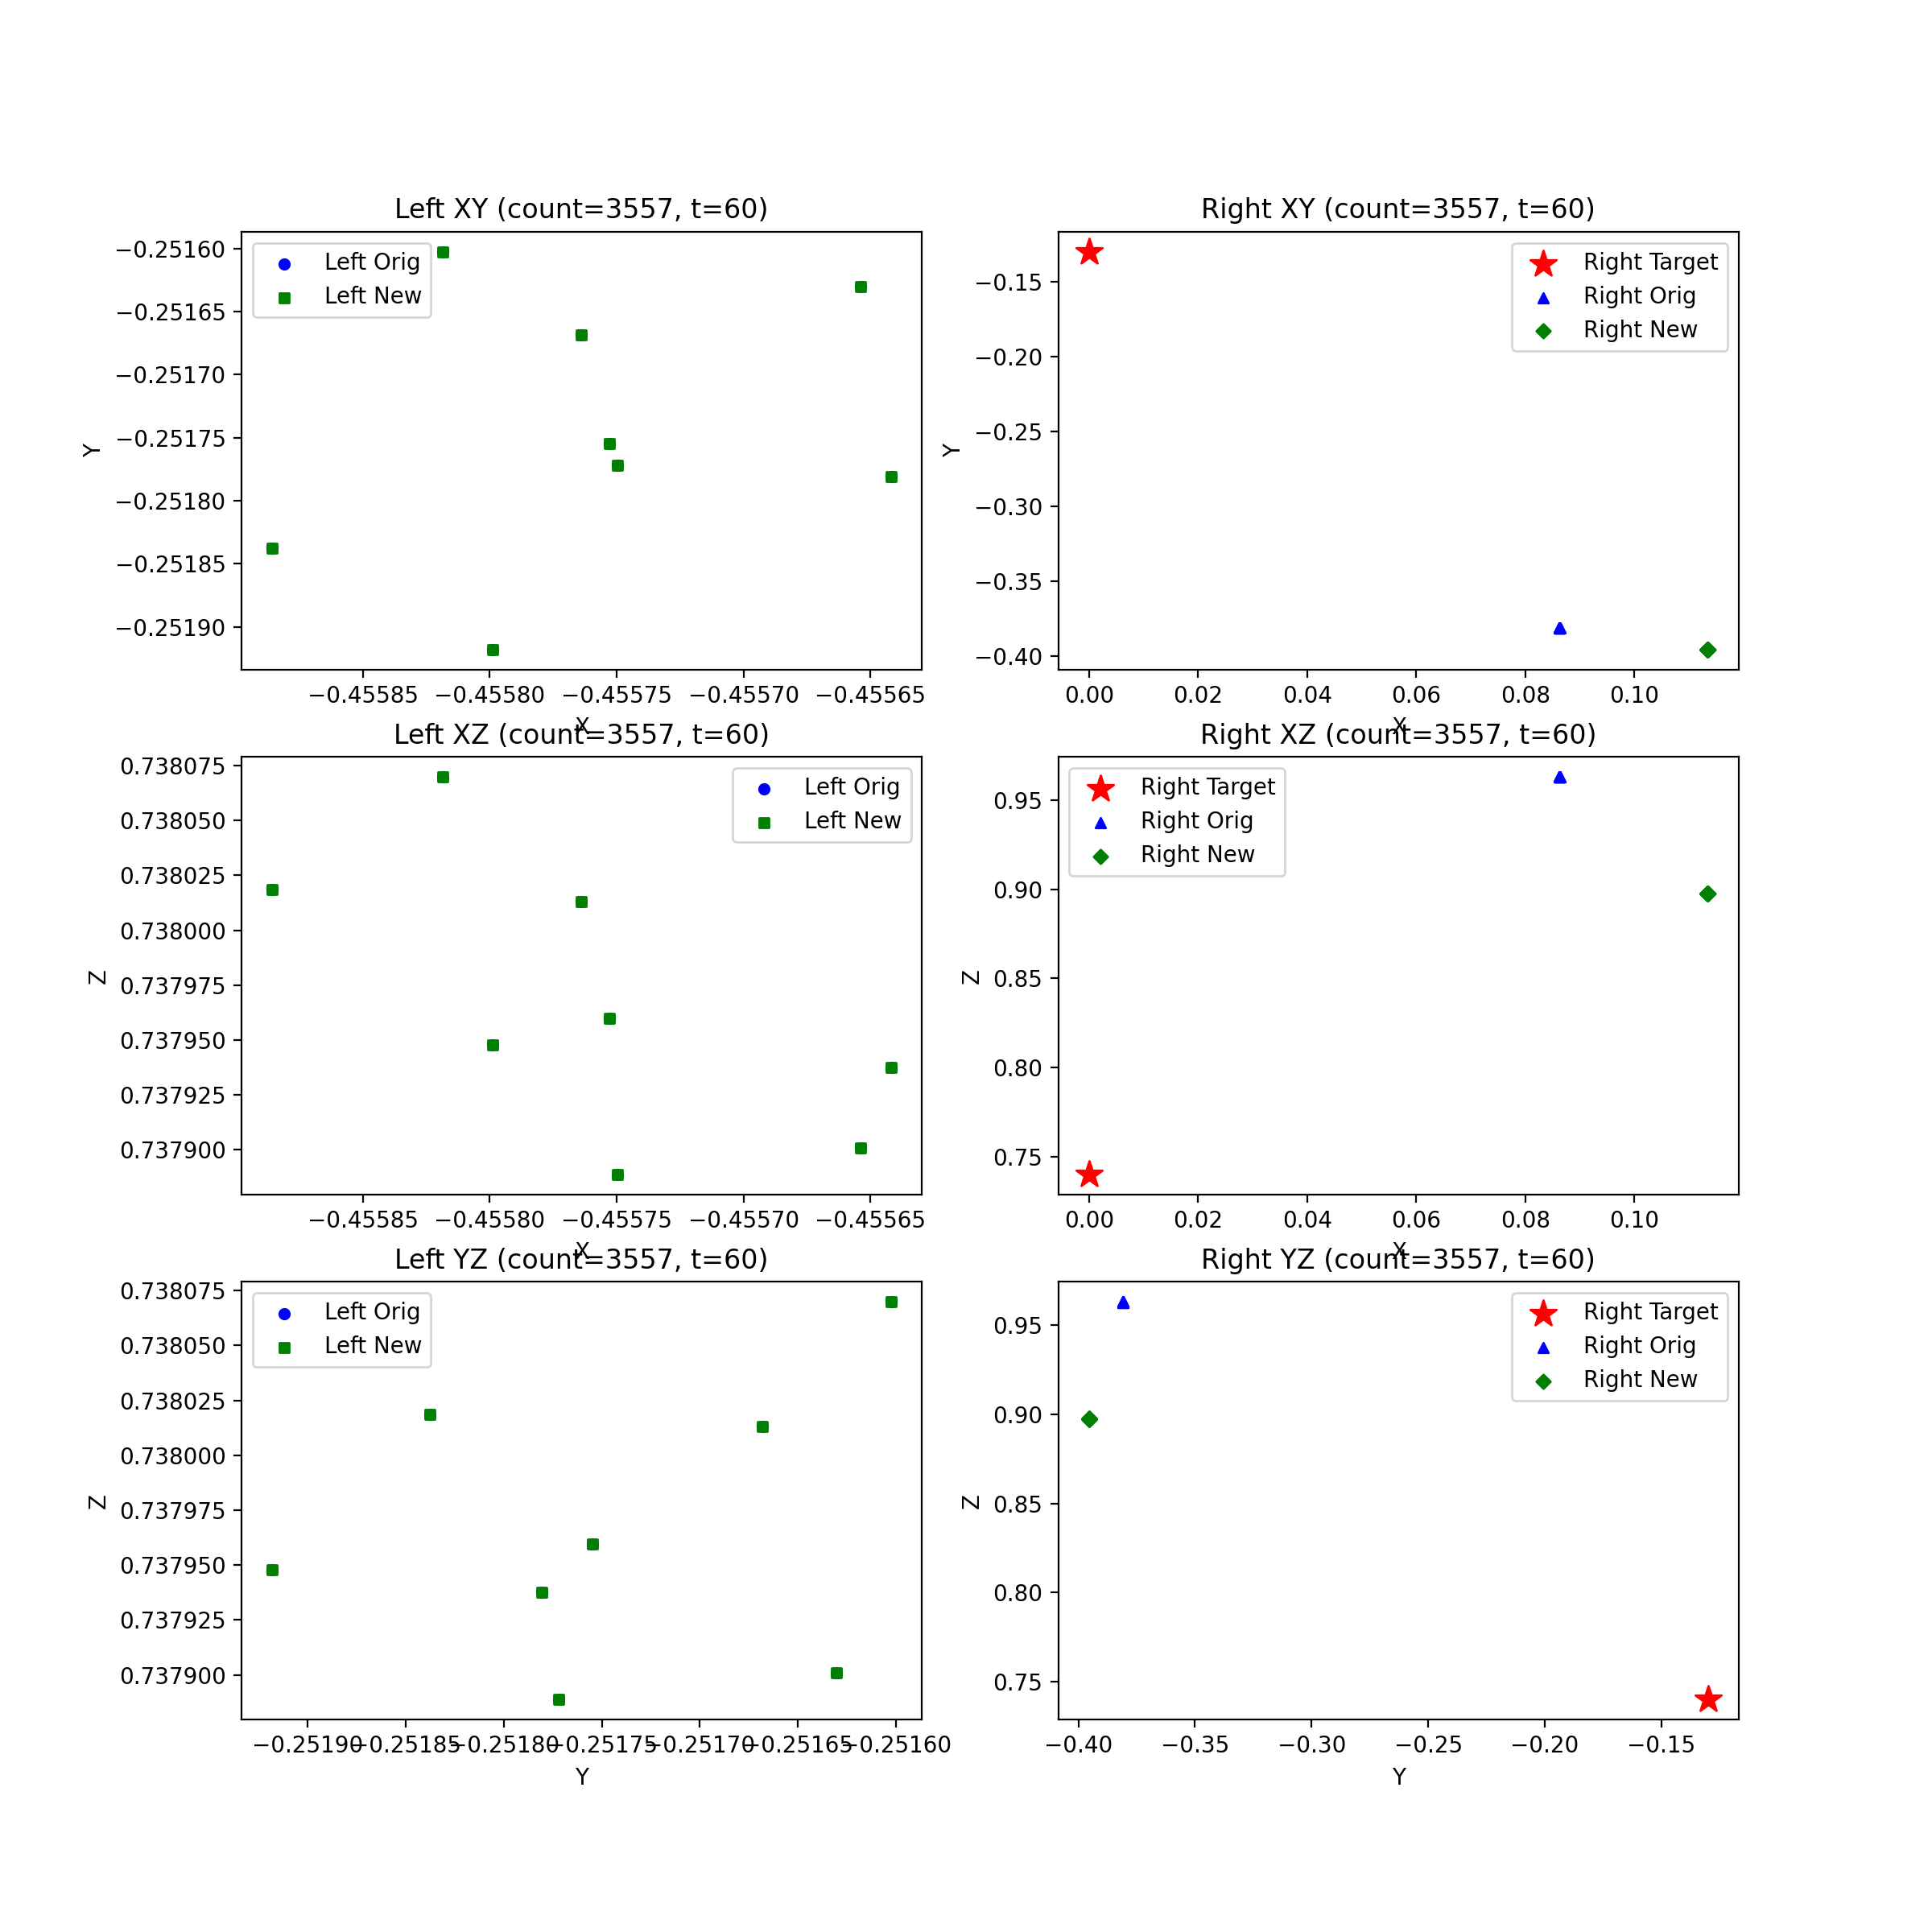 Left XY (count=3557, t=60)
−0.25160
−0.25165
−0.25170
−0.25175
−0.25180
−0.25185
−0.25190
Y
Left Orig
Left New
−0.45585 −0.45580 −0.45575 −0.45570 −0.45565
X
Right XY (count=3557, t=60)
−0.15
−0.20
−0.25
−0.30
−0.35
−0.40
Y
Right Target
Right Orig
Right New
0.00 0.02 0.04 0.06 0.08 0.10
X
Left XZ (count=3557, t=60)
0.738075
0.738050
0.738025
0.738000
0.737975
0.737950
0.737925
0.737900
Z
Left Orig
Left New
−0.45585 −0.45580 −0.45575 −0.45570 −0.45565
X
Right XZ (count=3557, t=60)
0.95
0.90
0.85
0.80
0.75
Z
Right Target
Right Orig
Right New
0.00 0.02 0.04 0.06 0.08 0.10
X
Left YZ (count=3557, t=60)
0.738075
0.738050
0.738025
0.738000
0.737975
0.737950
0.737925
0.737900
Z
Left Orig
Left New
−0.25190 −0.25185 −0.25180 −0.25175 −0.25170 −0.25165 −0.25160
Y
Right YZ (count=3557, t=60)
0.95
0.90
0.85
0.80
0.75
Z
Right Target
Right Orig
Right New
−0.40 −0.35 −0.30 −0.25 −0.20 −0.15
Y